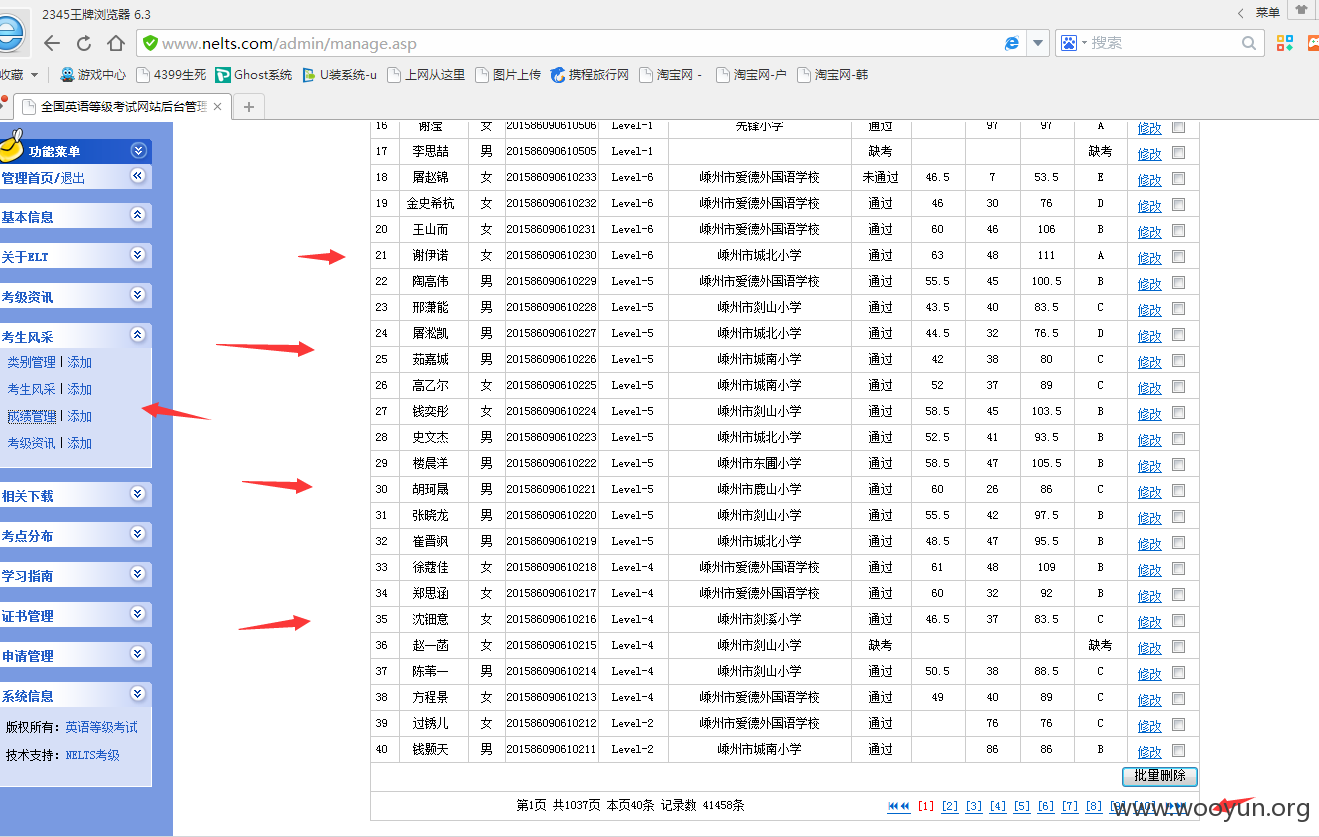 2345王牌浏览器 6.3
菜单
www.nelts.com/admin/manage.asp
搜索
收藏 游戏中心 4399生死 Ghost系统 U装系统-u 上网从这里 图片上传 携程旅行网 淘宝网 - 淘宝网-户 淘宝网-韩
全国英语等级考试网站后台管理
功能菜单
管理首页/退出
基本信息
关于ELT
考级资讯
考生风采
类别管理 | 添加
考生风采 | 添加
成绩管理 | 添加
考级资讯 | 添加
相关下载
考点分布
学习指南
证书管理
申请管理
系统信息
版权所有：英语等级考试
技术支持：NELTS考级
16 谢滢 女 201586090610506 Level-1 先锋小学 通过 97 97 A 修改
17 李思喆 男 201586090610505 Level-1 缺考 缺考 修改
18 屠赵锦 女 201586090610233 Level-6 嵊州市爱德外国语学校 未通过 46.5 7 53.5 E 修改
19 金史希杭 女 201586090610232 Level-6 嵊州市爱德外国语学校 通过 46 30 76 D 修改
20 王山而 女 201586090610231 Level-6 嵊州市爱德外国语学校 通过 60 46 106 B 修改
21 谢伊诺 女 201586090610230 Level-6 嵊州市城北小学 通过 63 48 111 A 修改
22 陶高伟 男 201586090610229 Level-5 嵊州市爱德外国语学校 通过 55.5 45 100.5 B 修改
23 邢潇能 男 201586090610228 Level-5 嵊州市剡山小学 通过 43.5 40 83.5 C 修改
24 屠淞凯 男 201586090610227 Level-5 嵊州市城北小学 通过 44.5 32 76.5 D 修改
25 茹嘉城 男 201586090610226 Level-5 嵊州市城南小学 通过 42 38 80 C 修改
26 高乙尔 女 201586090610225 Level-5 嵊州市城南小学 通过 52 37 89 C 修改
27 钱奕彤 女 201586090610224 Level-5 嵊州市剡山小学 通过 58.5 45 103.5 B 修改
28 史文杰 男 201586090610223 Level-5 嵊州市城北小学 通过 52.5 41 93.5 B 修改
29 楼晨洋 男 201586090610222 Level-5 嵊州市东圃小学 通过 58.5 47 105.5 B 修改
30 胡珂晟 男 201586090610221 Level-5 嵊州市鹿山小学 通过 60 26 86 C 修改
31 张晓龙 男 201586090610220 Level-5 嵊州市剡山小学 通过 55.5 42 97.5 B 修改
32 崔晋飒 男 201586090610219 Level-5 嵊州市城北小学 通过 48.5 47 95.5 B 修改
33 徐蔻佳 女 201586090610218 Level-4 嵊州市爱德外国语学校 通过 61 48 109 B 修改
34 郑思涵 女 201586090610217 Level-4 嵊州市爱德外国语学校 通过 60 32 92 B 修改
35 沈钿意 女 201586090610216 Level-4 嵊州市剡溪小学 通过 46.5 37 83.5 C 修改
36 赵一菡 女 201586090610215 Level-4 嵊州市剡山小学 缺考 缺考 修改
37 陈苇一 男 201586090610214 Level-4 嵊州市剡山小学 通过 50.5 38 88.5 C 修改
38 方程景 女 201586090610213 Level-4 嵊州市爱德外国语学校 通过 49 40 89 C 修改
39 过锈儿 女 201586090610212 Level-2 嵊州市爱德外国语学校 通过 76 76 C 修改
40 钱颢天 男 201586090610211 Level-2 嵊州市城南小学 通过 86 86 B 修改
批量删除
第1页 共1037页 本页40条 记录数 41458条 [1] [2] [3] [4] [5] [6] [7] [8]
www.wooyun.org